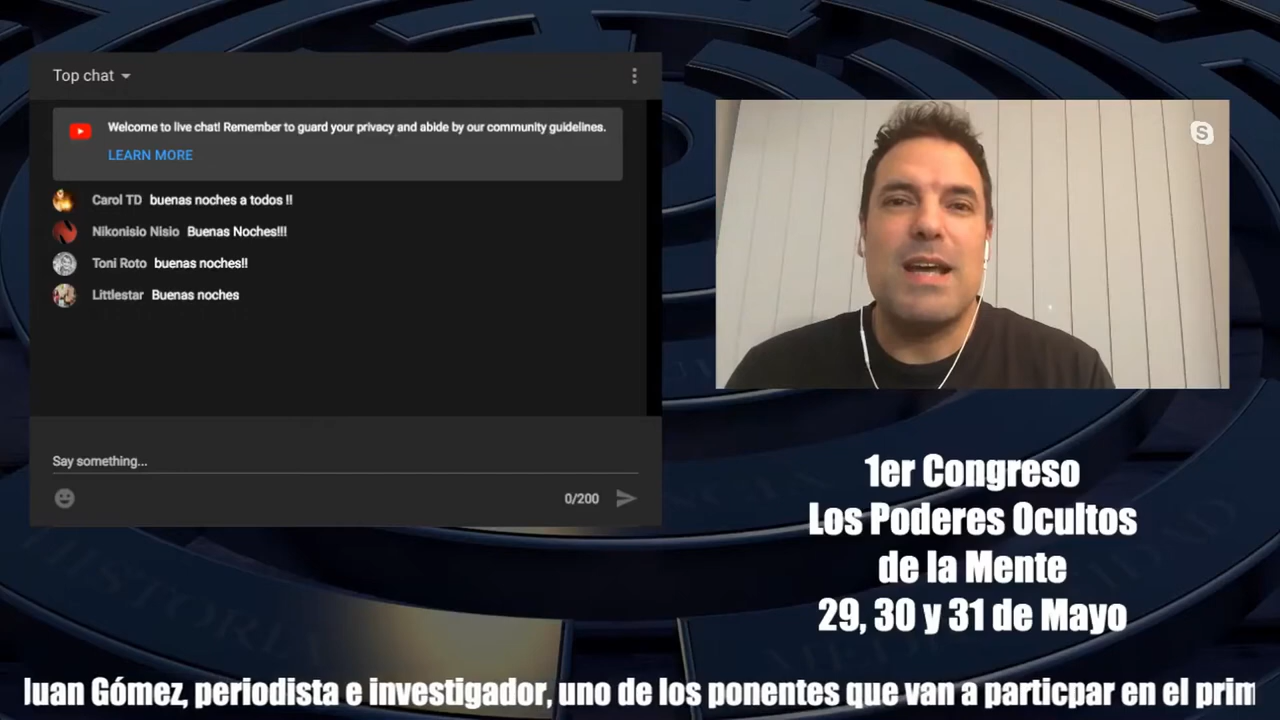 Top chat
Welcome to live chat! Remember to guard your privacy and abide by our community guidelines.
LEARN MORE
Carol TD buenas noches a todos !!
Nikonisio Nisio Buenas Noches!!!
Toni Roto buenas noches!!
Littlestar Buenas noches
Say something...
0/200
S
1er Congreso
Los Poderes Ocultos
de la Mente
29, 30 y 31 de Mayo
Juan Gómez, periodista e investigador, uno de los ponentes que van a particpar en el prim